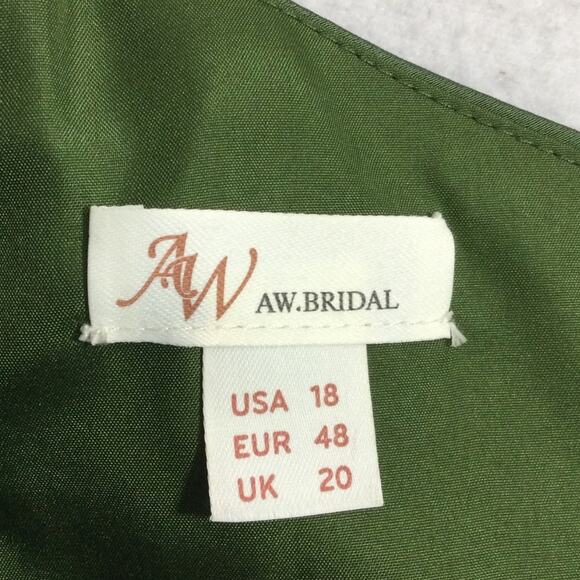 AW
AW.BRIDAL
USA 18
EUR 48
UK 20